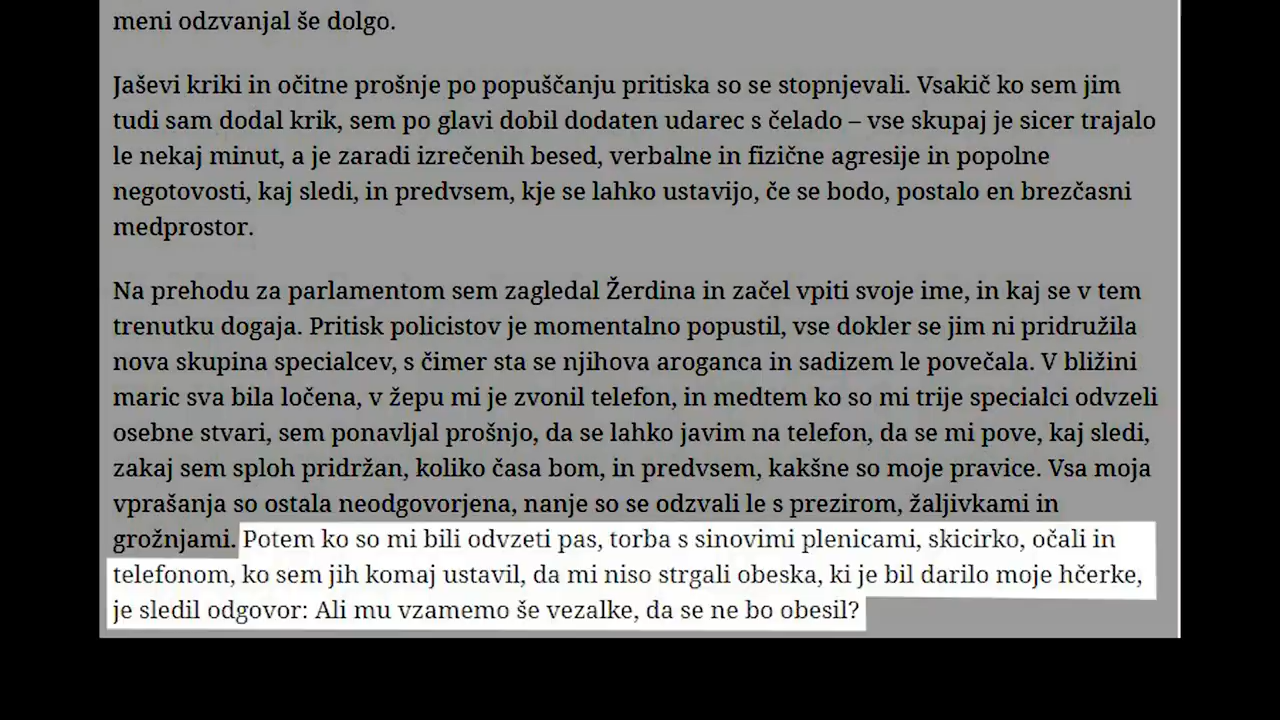 meni odzvanjal še dolgo.
Jaševi kriki in očitne prošnje po popuščanju pritiska so se stopnjevali. Vsakič ko sem jim
tudi sam dodal krik, sem po glavi dobil dodaten udarec s čelado – vse skupaj je sicer trajalo
le nekaj minut, a je zaradi izrečenih besed, verbalne in fizične agresije in popolne
negotovosti, kaj sledi, in predvsem, kje se lahko ustavijo, če se bodo, postalo en brezčasni
medprostor.
Na prehodu za parlamentom sem zagledal Žerdina in začel vpiti svoje ime, in kaj se v tem
trenutku dogaja. Pritisk policistov je momentalno popustil, vse dokler se jim ni pridružila
nova skupina specialcev, s čimer sta se njihova aroganca in sadizem le povečala. V bližini
maric sva bila ločena, v žepu mi je zvonil telefon, in medtem ko so mi trije specialci odvzeli
osebne stvari, sem ponavljal prošnjo, da se lahko javim na telefon, da se mi pove, kaj sledi,
zakaj sem sploh pridržan, koliko časa bom, in predvsem, kakšne so moje pravice. Vsa moja
vprašanja so ostala neodgovorjena, nanje so se odzvali le s prezirom, žaljivkami in
grožnjami. Potem ko so mi bili odvzeti pas, torba s sinovimi plenicami, skicirko, očali in
telefonom, ko sem jih komaj ustavil, da mi niso strgali obeska, ki je bil darilo moje hčerke,
je sledil odgovor: Ali mu vzamemo še vezalke, da se ne bo obesil?